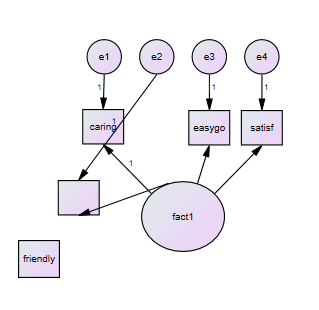 e1 e2 e3 e4
1 1 1
caring 1 easygo satisf
1
fact1
friendly